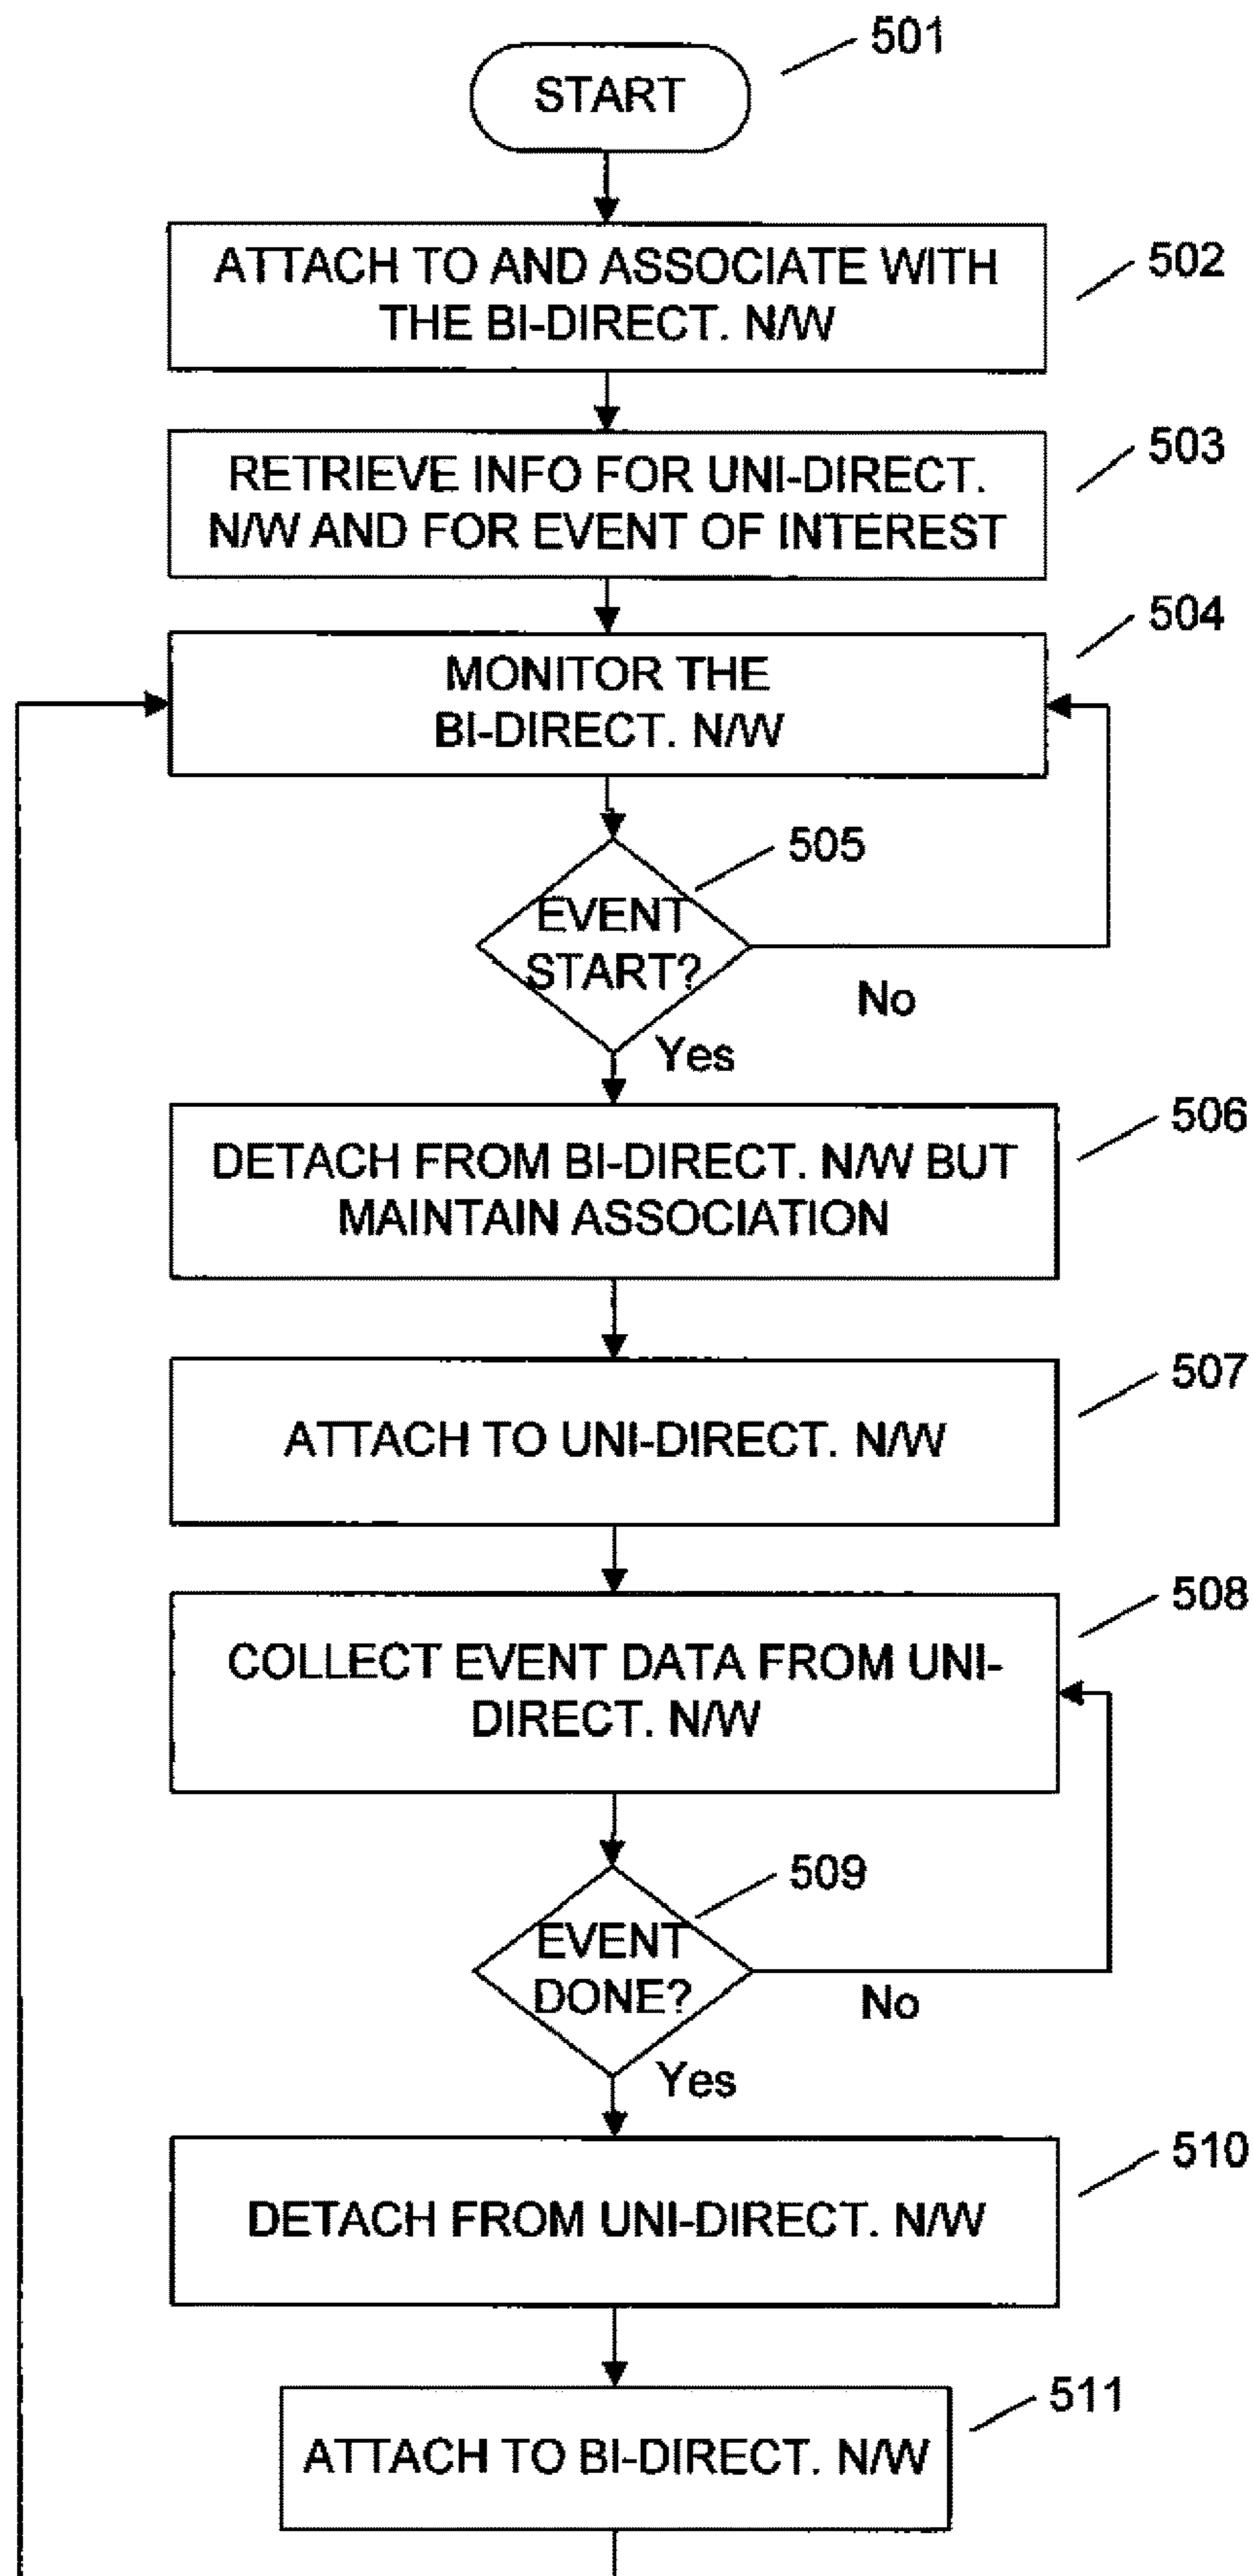 501
START
ATTACH TO AND ASSOCIATE WITH
THE BI-DIRECT. N/W
502
RETRIEVE INFO FOR UNI-DIRECT.
N/W AND FOR EVENT OF INTEREST
503
MONITOR THE
BI-DIRECT. N/W
504
505
EVENT
START?
No
Yes
DETACH FROM BI-DIRECT. N/W BUT
MAINTAIN ASSOCIATION
506
ATTACH TO UNI-DIRECT. N/W
507
COLLECT EVENT DATA FROM UNI-
DIRECT. N/W
508
509
EVENT
DONE?
No
Yes
DETACH FROM UNI-DIRECT. N/W
510
511
ATTACH TO BI-DIRECT. N/W